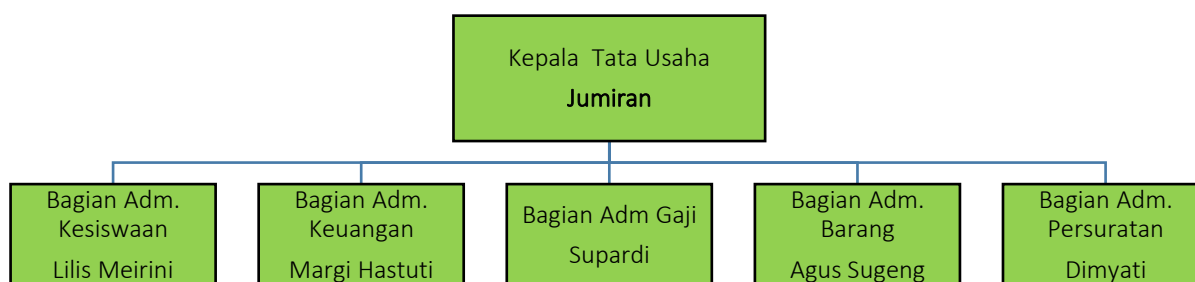 Kepala  Tata Usaha
Jumiran
Bagian Adm.
Kesiswaan
Lilis Meirini
Bagian Adm.
Keuangan
Margi Hastuti
Bagian Adm Gaji
Supardi
Bagian Adm.
Barang
Agus Sugeng
Bagian Adm.
Persuratan
Dimyati